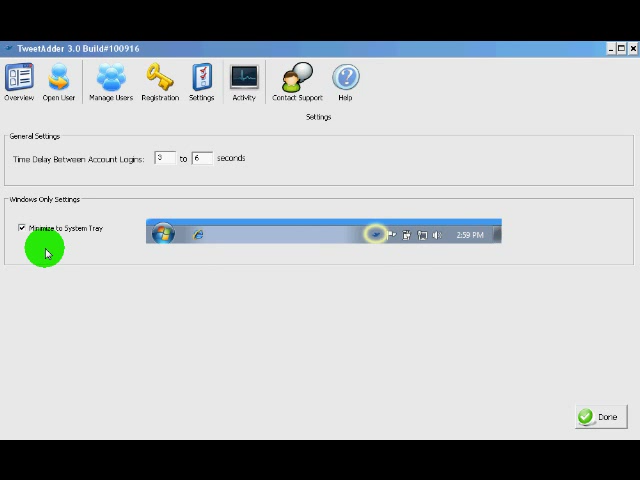 TweetAdder 3.0 Build#100916
Overview Open User Manage Users Registration Settings Activity Contact Support Help
Settings
General Settings
Time Delay Between Account Logins: 3 to 6 seconds
Windows Only Settings
Minimize to System Tray
2:59 PM
Done